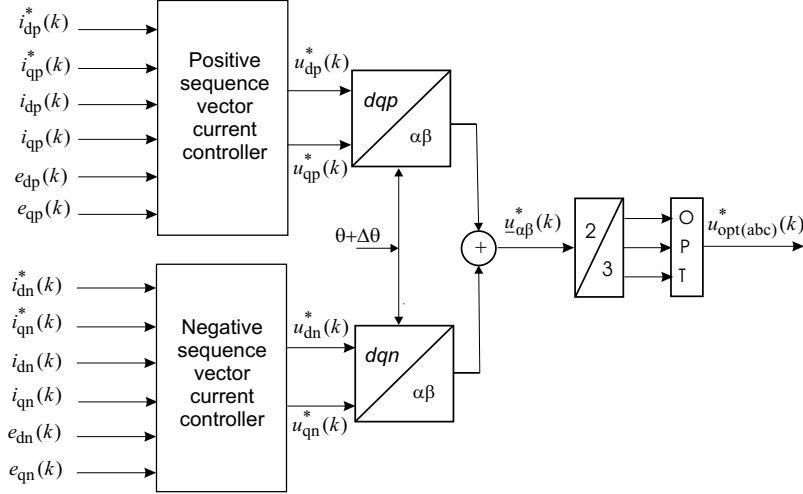 i*dp(k)
i*qp(k)
idp(k)
iqp(k)
edp(k)
eqp(k)
Positive
sequence
vector
current
controller
u*dp(k)
u*qp(k)
dqp
αβ
θ+Δθ
+
u*αβ(k)
2
3
O
P
T
u*opt(abc)(k)
i*dn(k)
i*qn(k)
idn(k)
iqn(k)
edn(k)
eqn(k)
Negative
sequence
vector
current
controller
u*dn(k)
u*qn(k)
dqn
αβ